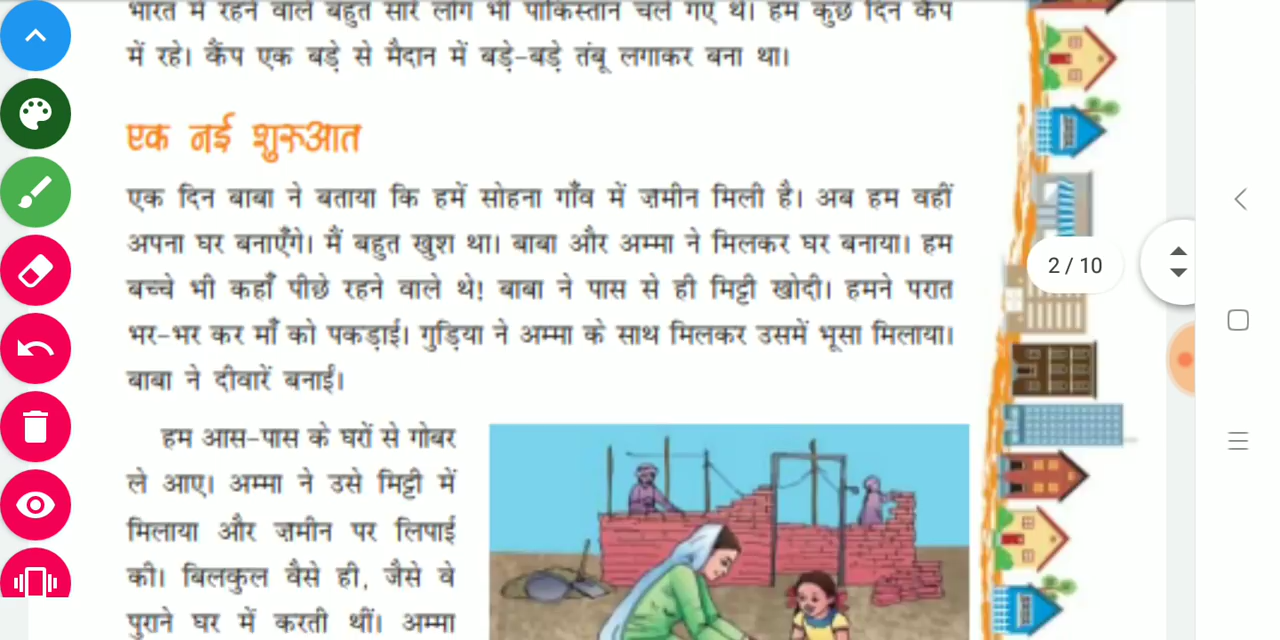 भारत में रहने वाले बहुत सारे लोग भी पाकिस्तान चले गए थे। हम कुछ दिन कैंप
में रहे। कैंप एक बड़े से मैदान में बड़े-बड़े तंबू लगाकर बना था।
एक नई शुरुआत
एक दिन बाबा ने बताया कि हमें सोहना गाँव में ज़मीन मिली है। अब हम वहीं
अपना घर बनाएँगे। मैं बहुत खुश था। बाबा और अम्मा ने मिलकर घर बनाया। हम
बच्चे भी कहाँ पीछे रहने वाले थे! बाबा ने पास से ही मिट्टी खोदी। हमने परात
भर-भर कर माँ को पकड़ाई। गुड़िया ने अम्मा के साथ मिलकर उसमें भूसा मिलाया।
बाबा ने दीवारें बनाईं।
हम आस-पास के घरों से गोबर
ले आए। अम्मा ने उसे मिट्टी में
मिलाया और ज़मीन पर लिपाई
की। बिलकुल वैसे ही, जैसे वे
पुराने घर में करती थीं। अम्मा
2 / 10